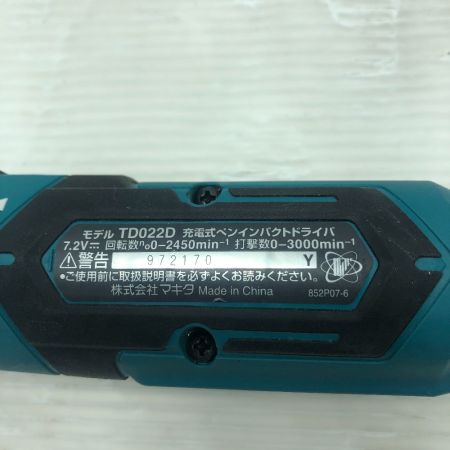 モデル TD022D 充電式ペンインパクトドライバ
7.2V⎓ 回転数n₀0-2450min⁻¹ 打撃数0-3000min⁻¹
⚠警告 972170 Y
•ご使用前に取扱説明書を必ずよくお読みください。
株式会社マキタ Made in China 852P07-6